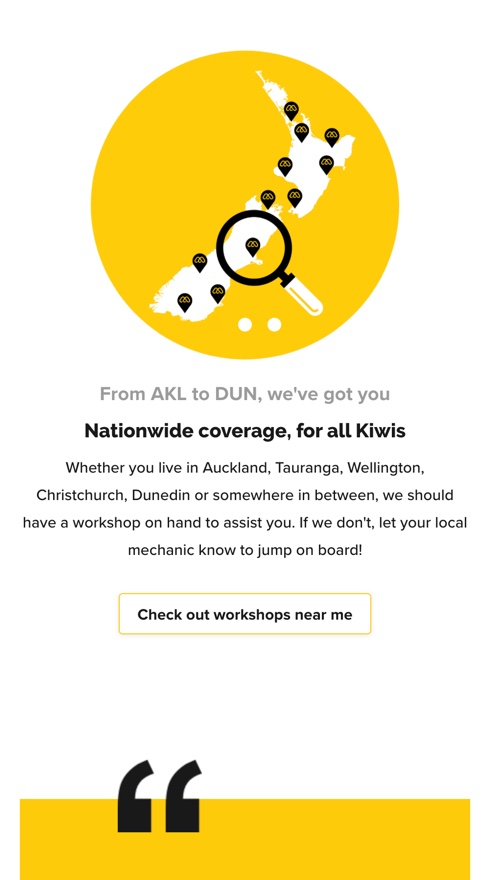 From AKL to DUN, we've got you
Nationwide coverage, for all Kiwis
Whether you live in Auckland, Tauranga, Wellington,
Christchurch, Dunedin or somewhere in between, we should
have a workshop on hand to assist you. If we don't, let your local
mechanic know to jump on board!
Check out workshops near me
“